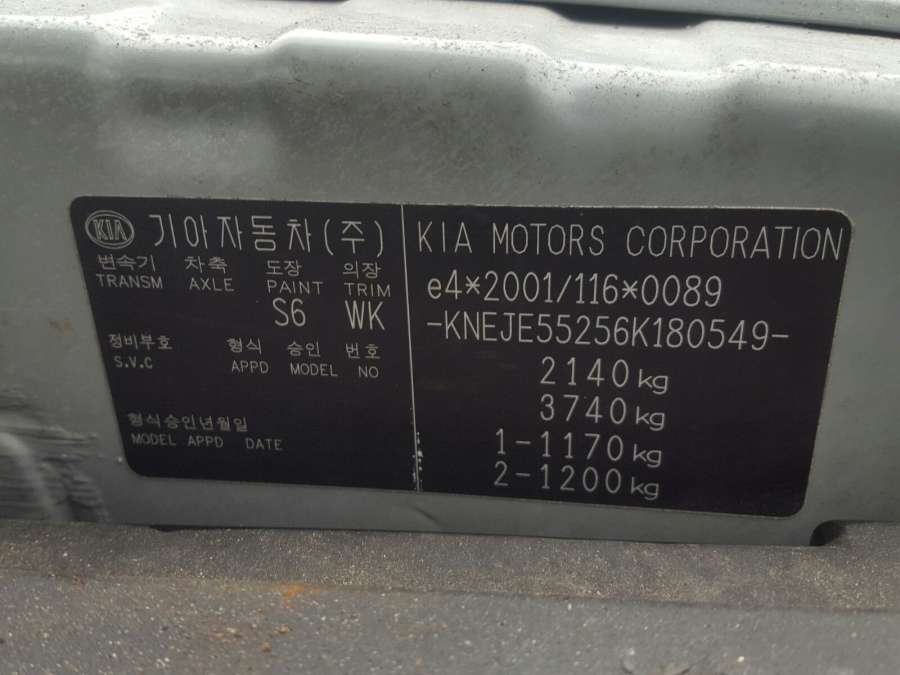 KIA 기아자동차(주)
변속기 차축 도장 의장
TRANSM AXLE PAINT TRIM
S6 WK
정비부호 형식 승인 번호
S.V.C APPD MODEL NO
형식승인년월일
MODEL APPD DATE
KIA MOTORS CORPORATION
e4*2001/116*0089
-KNEJE55256K180549-
2140kg
3740kg
1-1170kg
2-1200kg